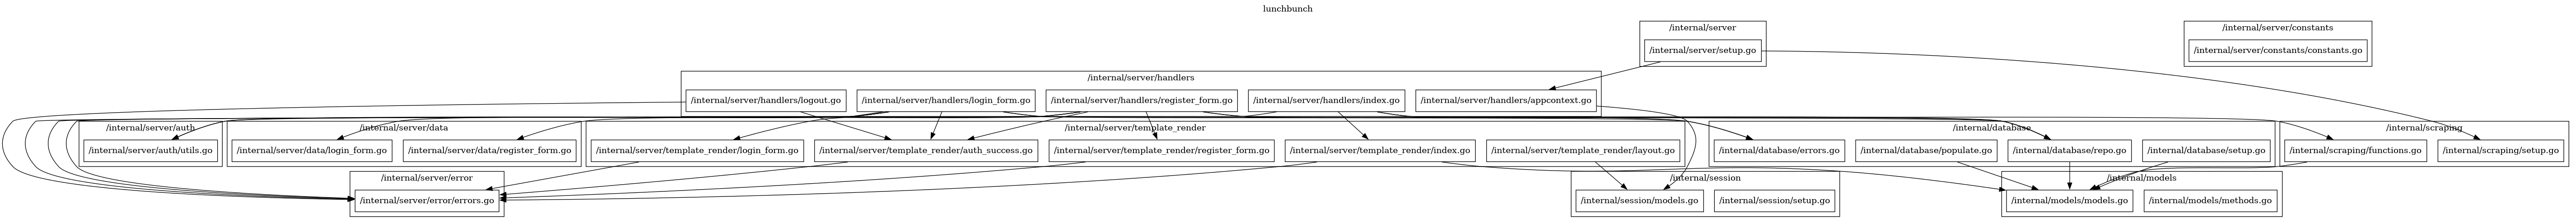 lunchbunch
/internal/server
/internal/server/setup.go
/internal/server/constants
/internal/server/constants/constants.go
/internal/server/handlers
/internal/server/handlers/logout.go
/internal/server/handlers/login_form.go
/internal/server/handlers/register_form.go
/internal/server/handlers/index.go
/internal/server/handlers/appcontext.go
/internal/server/auth
/internal/server/auth/utils.go
/internal/server/data
/internal/server/data/login_form.go
/internal/server/data/register_form.go
/internal/server/template_render
/internal/server/template_render/login_form.go
/internal/server/template_render/auth_success.go
/internal/server/template_render/register_form.go
/internal/server/template_render/index.go
/internal/server/template_render/layout.go
/internal/database
/internal/database/errors.go
/internal/database/populate.go
/internal/database/repo.go
/internal/database/setup.go
/internal/scraping
/internal/scraping/functions.go
/internal/scraping/setup.go
/internal/server/error
/internal/server/error/errors.go
/internal/session
/internal/session/models.go
/internal/session/setup.go
/internal/models
/internal/models/models.go
/internal/models/methods.go